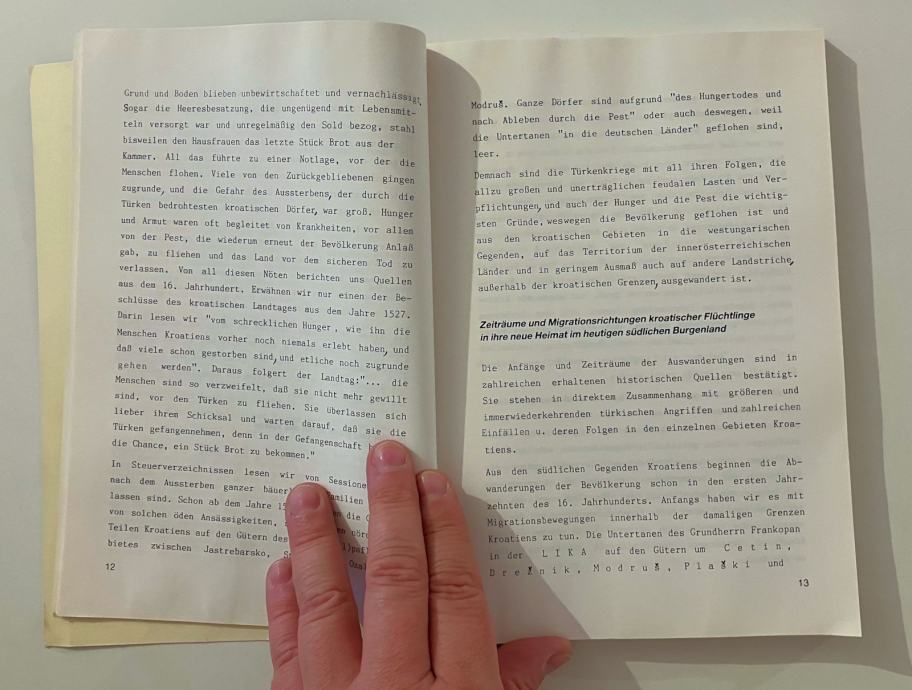 Grund und Boden blieben unbewirtschaftet und vernachlässigt,
Sogar die Heeresbesatzung, die ungenügend mit Lebensmit-
teln versorgt war und unregelmäßig den Sold bezog, stahl
bisweilen den Hausfrauen das letzte Stück Brot aus der
Kammer. All das führte zu einer Notlage, vor der die
Menschen flohen. Viele von den Zurückgebliebenen gingen
zugrunde, und die Gefahr des Aussterbens, der durch die
Türken bedrohtesten kroatischen Dörfer, war groß. Hunger
und Armut waren oft begleitet von Krankheiten, vor allem
von der Pest, die wiederum erneut der Bevölkerung Anlaß
gab, zu fliehen und das Land vor dem sicheren Tod zu
verlassen. Von all diesen Nöten berichten uns Quellen
aus dem 16. Jahrhundert. Erwähnen wir nur einen der Be-
schlüsse des kroatischen Landtages aus dem Jahre 1527.
Darin lesen wir "vom schrecklichen Hunger, wie ihn die
Menschen Kroatiens vorher noch niemals erlebt haben, und
daß viele schon gestorben sind, und etliche noch zugrunde
gehen werden". Daraus folgert der Landtag:"... die
Menschen sind so verzweifelt, daß sie nicht mehr gewillt
sind, vor den Türken zu fliehen. Sie überlassen sich
lieber ihrem Schicksal und warten darauf, daß sie die
Türken gefangennehmen, denn in der Gefangenschaft
die Chance, ein Stück Brot zu bekommen."
In Steuerverzeichnissen lesen wir von
nach dem Aussterben ganzer
lassen sind. Schon ab dem Jahre
von solchen öden Ansässigkeiten,
Teilen Kroatiens auf den Gütern des
bietes zwischen Jastrebarsko,
12
Modruš. Ganze Dörfer sind aufgrund "des Hungertodes und
nach Ableben durch die Pest" oder auch deswegen, weil
die Untertanen "in die deutschen Länder" geflohen sind,
leer.
Demnach sind die Türkenkriege mit all ihren Folgen, die
allzu großen und unerträglichen feudalen Lasten und Ver-
pflichtungen, und auch der Hunger und die Pest die wichtig-
sten Gründe, weswegen die Bevölkerung geflohen ist und
aus den kroatischen Gebieten in die westungarischen
Gegenden, auf das Territorium der innerösterreichischen
Länder und in geringem Ausmaß auch auf andere Landstriche,
außerhalb der kroatischen Grenzen, ausgewandert ist.
Zeiträume und Migrationsrichtungen kroatischer Flüchtlinge
in ihre neue Heimat im heutigen südlichen Burgenland
Die Anfänge und Zeiträume der Auswanderungen sind in
zahlreichen erhaltenen historischen Quellen bestätigt.
Sie stehen in direktem Zusammenhang mit größeren und
immerwiederkehrenden türkischen Angriffen und zahlreichen
Einfällen u. deren Folgen in den einzelnen Gebieten Kroa-
tiens.
Aus den südlichen Gegenden Kroatiens beginnen die Ab-
wanderungen der Bevölkerung schon in den ersten Jahr-
zehnten des 16. Jahrhunderts. Anfangs haben wir es mit
Migrationsbewegungen innerhalb der damaligen Grenzen
Kroatiens zu tun. Die Untertanen des Grundherrn Frankopan
in der L I K A auf den Gütern um C e t i n ,
D r e ž n i k , M o d r u š , P l a š k i und
13